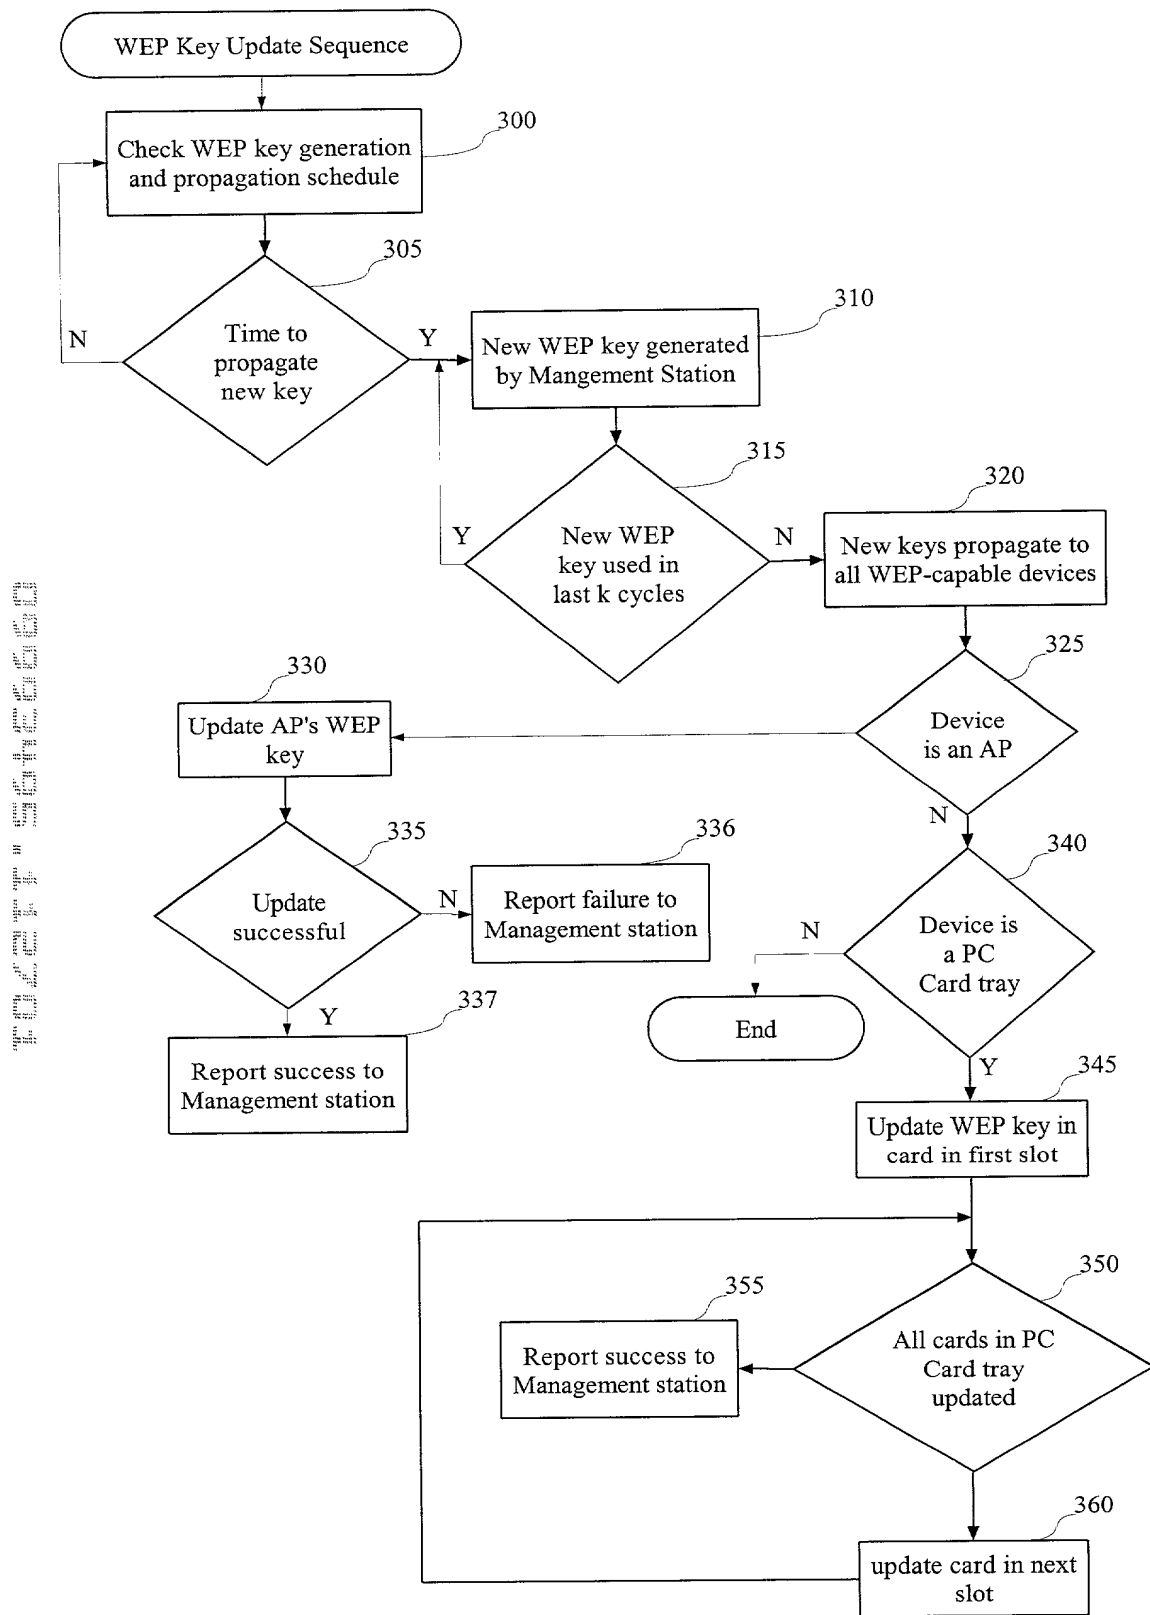 WEP Key Update Sequence
300
Check WEP key generation
and propagation schedule
305
N
Time to
propagate
new key
Y
310
New WEP key generated
by Mangement Station
315
Y
New WEP
key used in
last k cycles
N
320
New keys propagate to
all WEP-capable devices
325
Device
is an AP
N
330
Update AP's WEP
key
335
Update
successful
N
336
Report failure to
Management station
Y
337
Report success to
Management station
340
Device is
a PC
Card tray
N
End
Y
345
Update WEP key in
card in first slot
350
All cards in PC
Card tray
updated
355
Report success to
Management station
360
update card in next
slot